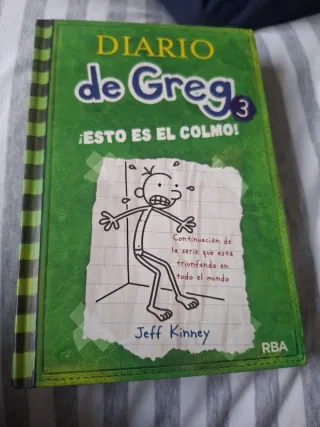 DIARIO
de Greg 3
¡ESTO ES EL COLMO!
Continuación de
la serie que está
triunfando en
todo el mundo
Jeff Kinney
RBA